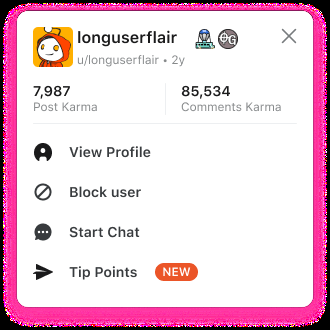 longuserflair
u/longuserflair • 2y
7,987 85,534
Post Karma Comments Karma
View Profile
Block user
Start Chat
Tip Points NEW